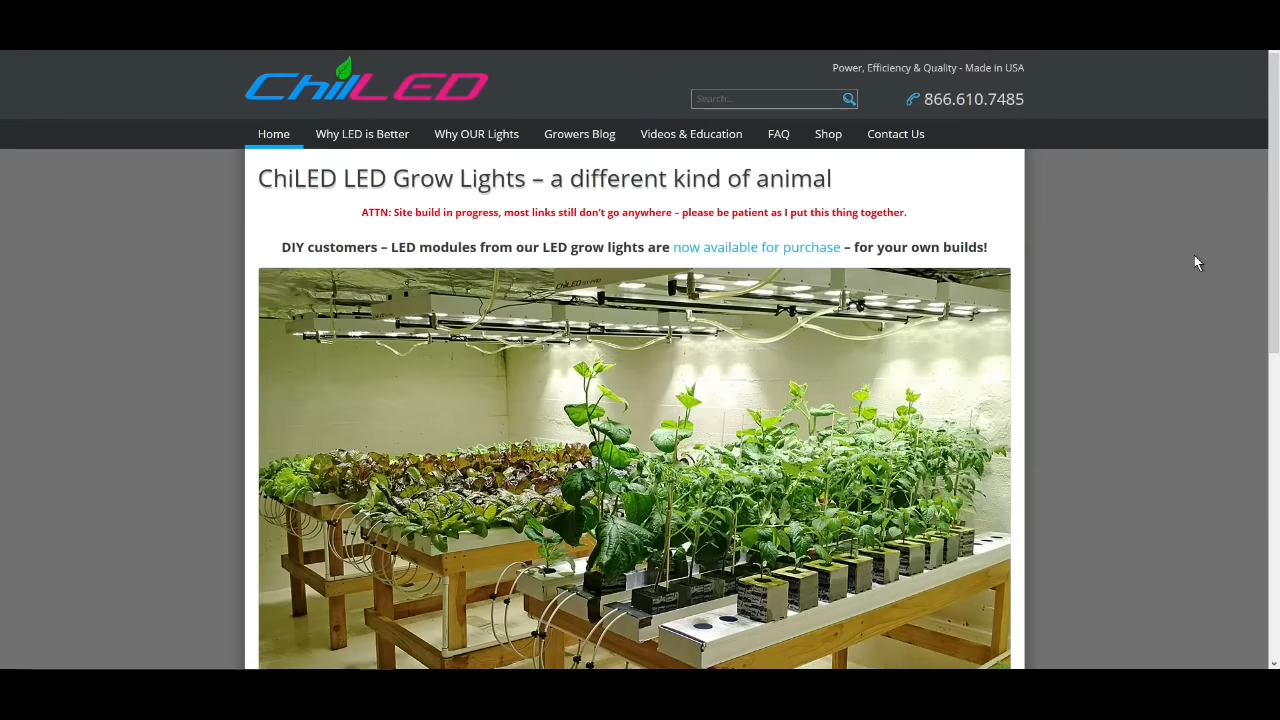 ChilLED
Power, Efficiency & Quality - Made in USA
Search...
866.610.7485
Home Why LED is Better Why OUR Lights Growers Blog Videos & Education FAQ Shop Contact Us
ChiLED LED Grow Lights – a different kind of animal
ATTN: Site build in progress, most links still don't go anywhere – please be patient as I put this thing together.
DIY customers – LED modules from our LED grow lights are now available for purchase – for your own builds!